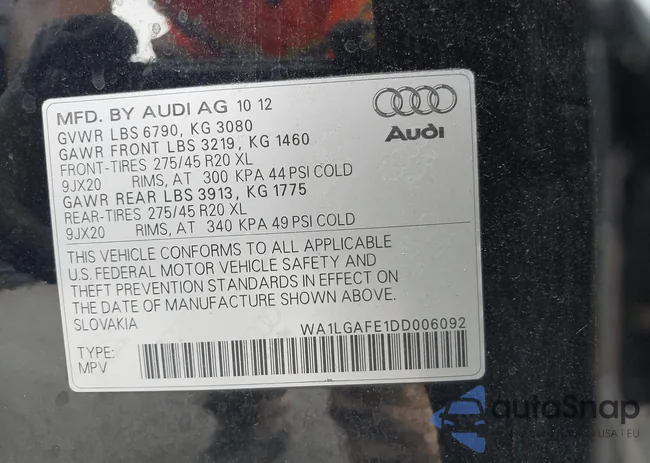 MFD. BY AUDI AG 10 12
GVWR LBS 6790, KG 3080
GAWR FRONT LBS 3219, KG 1460
FRONT-TIRES 275/45 R20 XL
9JX20 RIMS, AT 300 KPA 44 PSI COLD
GAWR REAR LBS 3913, KG 1775
REAR-TIRES 275/45 R20 XL
9JX20 RIMS, AT 340 KPA 49 PSI COLD
Audi
THIS VEHICLE CONFORMS TO ALL APPLICABLE
U.S. FEDERAL MOTOR VEHICLE SAFETY AND
THEFT PREVENTION STANDARDS IN EFFECT ON
THE DATE OF MANUFACTURE SHOWN ABOVE.
SLOVAKIA WA1LGAFE1DD006092
TYPE:
MPV
autoSnap
USA | EU